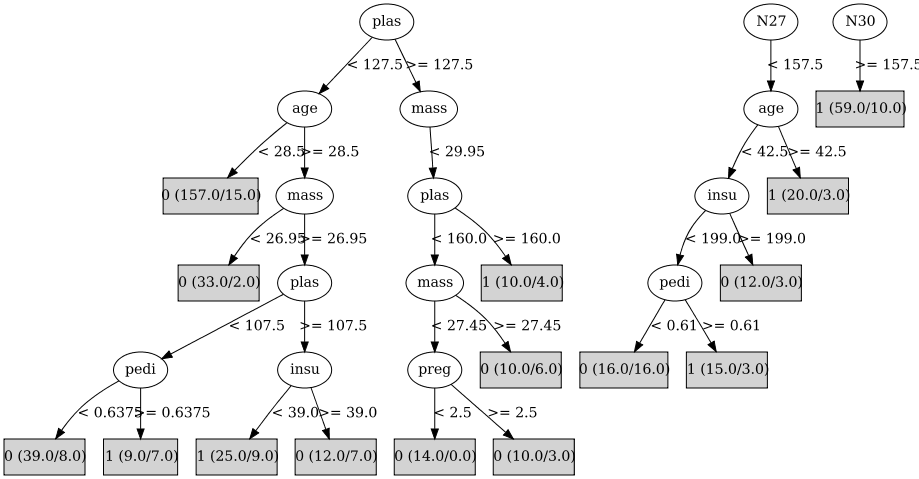 plas N27 N30
< 127.5 >= 127.5 < 157.5 >= 157.5
age mass age 1 (59.0/10.0)
< 28.5 >= 28.5 < 29.95 < 42.5 >= 42.5
0 (157.0/15.0) mass plas insu 1 (20.0/3.0)
< 26.95 >= 26.95 < 160.0 >= 160.0 < 199.0 >= 199.0
0 (33.0/2.0) plas mass 1 (10.0/4.0) pedi 0 (12.0/3.0)
< 107.5 >= 107.5 < 27.45 >= 27.45 < 0.61 >= 0.61
pedi insu preg 0 (10.0/6.0) 0 (16.0/16.0) 1 (15.0/3.0)
< 0.6375 >= 0.6375 < 39.0 >= 39.0 < 2.5 >= 2.5
0 (39.0/8.0) 1 (9.0/7.0) 1 (25.0/9.0) 0 (12.0/7.0) 0 (14.0/0.0) 0 (10.0/3.0)